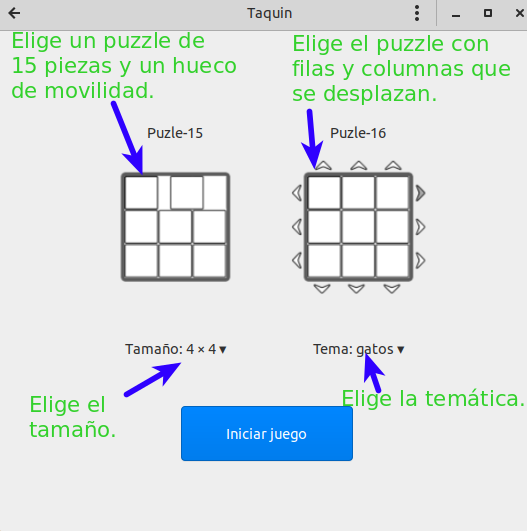 Taquin
Elige un puzzle de
15 piezas y un hueco
de movilidad.
Elige el puzzle con
filas y columnas que
se desplazan.
Puzle-15
Puzle-16
Tamaño: 4 × 4 ▾
Tema: gatos ▾
Elige el
tamaño.
Elige la temática.
Iniciar juego